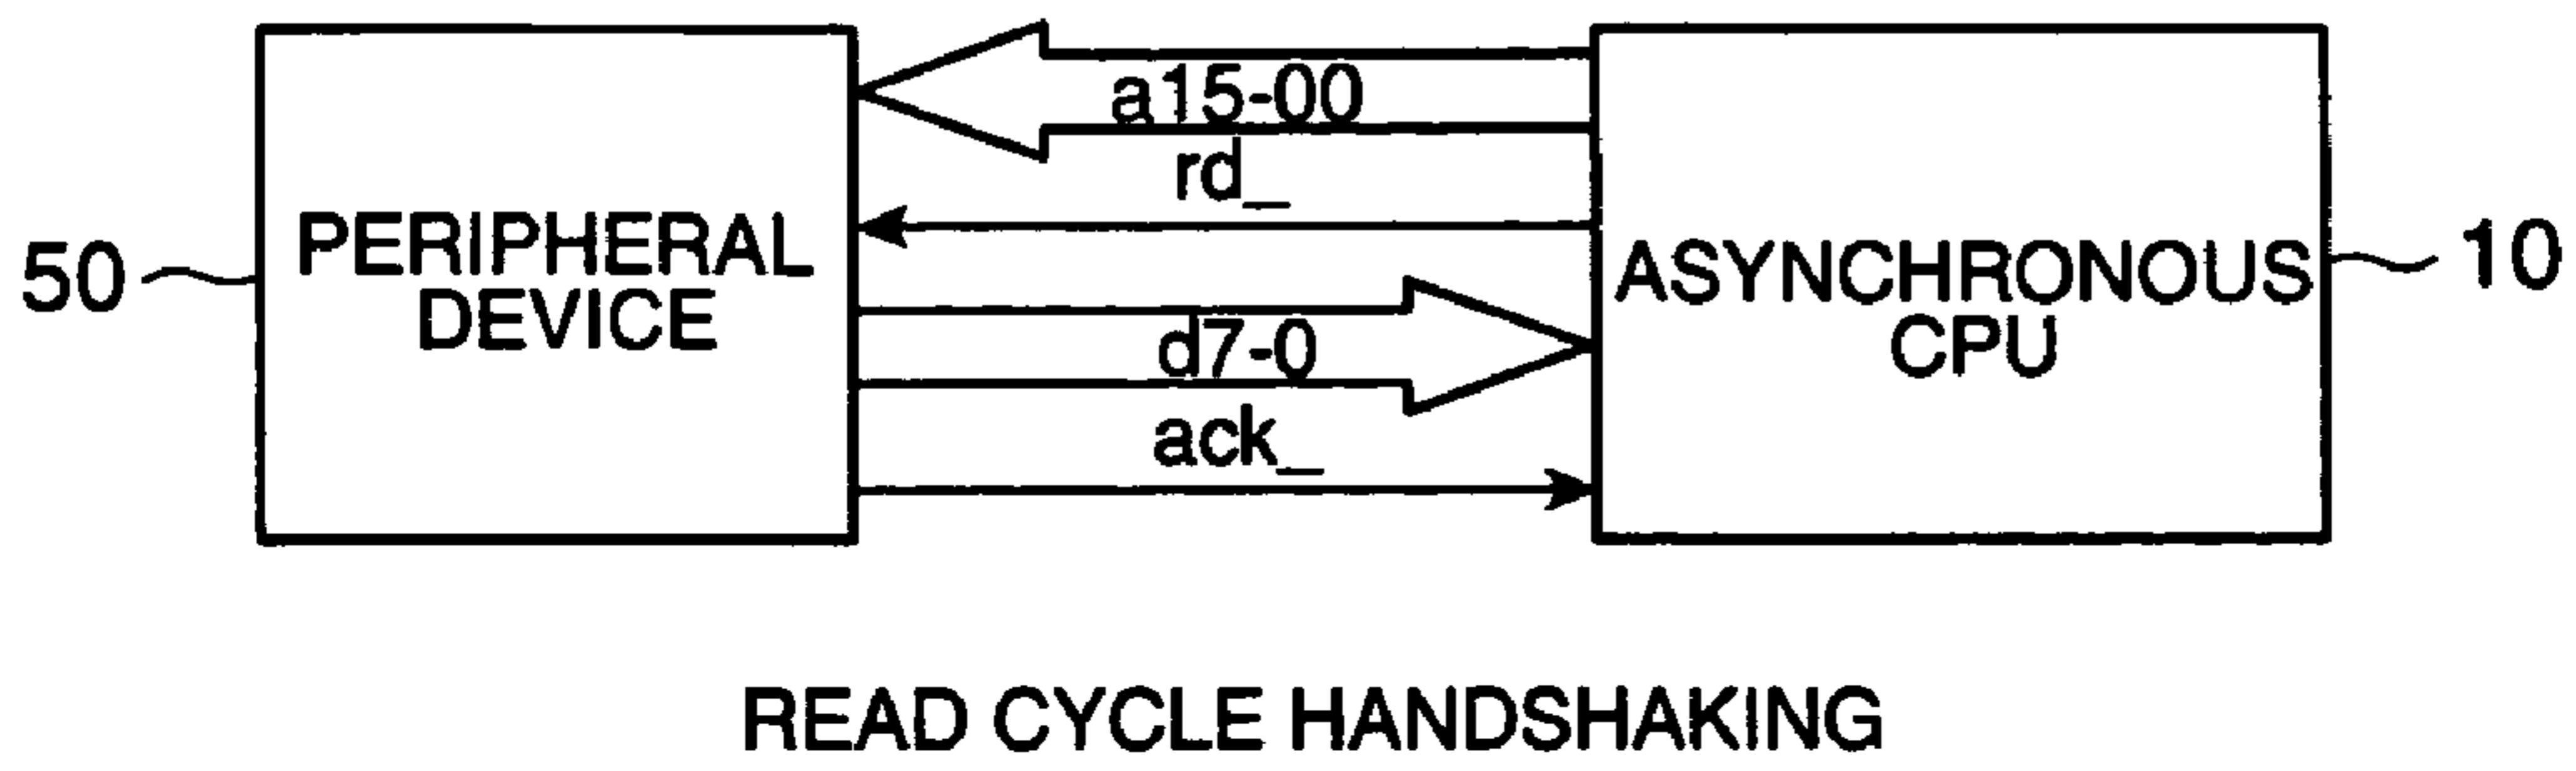 a15-00
rd_
50
PERIPHERAL
DEVICE
d7-0
ack_
ASYNCHRONOUS
CPU
10
READ CYCLE HANDSHAKING